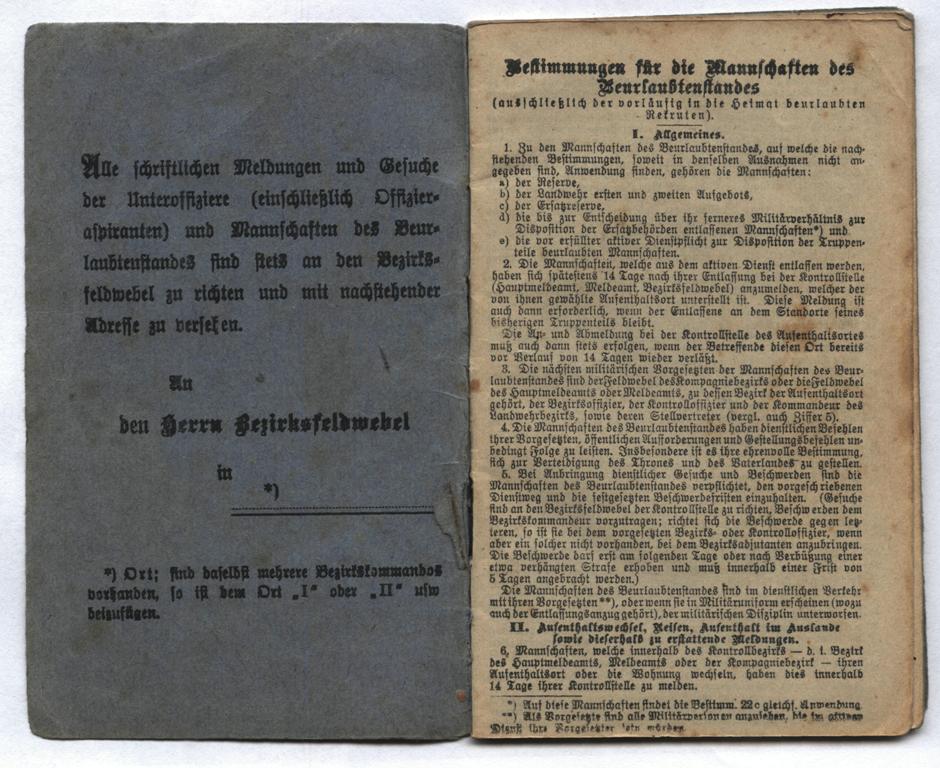 Alle schriftlichen Meldungen und Gesuche
der Unteroffiziere (einschließlich Offizier-
aspiranten) und Mannschaften des Beur-
laubtenstandes sind stets an den Bezirks-
feldwebel zu richten und mit nachstehender
Adresse zu versehen.
An
den Herrn Bezirksfeldwebel
in
*)
*) Ort; sind daselbst mehrere Bezirkskommandos
vorhanden, so ist dem Ort „I" oder „II" usw
beizufügen.
Bestimmungen für die Mannschaften des
Beurlaubtenstandes
(ausschließlich der vorläufig in die Heimat beurlaubten
Rekruten).
I. Allgemeines.
1. Zu den Mannschaften des Beurlaubtenstandes, auf welche die nach-
stehenden Bestimmungen, soweit in denselben Ausnahmen nicht an-
gegeben sind, Anwendung finden, gehören die Mannschaften:
a) der Reserve,
b) der Landwehr ersten und zweiten Aufgebots,
c) der Ersatzreserve,
d) die bis zur Entscheidung über ihr ferneres Militärverhältnis zur
Disposition der Ersatzbehörden entlassenen Mannschaften*) und
e) die vor erfüllter aktiver Dienstpflicht zur Disposition der Truppen-
teile beurlaubten Mannschaften.
2. Die Mannschaften, welche aus dem aktiven Dienst entlassen werden,
haben sich spätestens 14 Tage nach ihrer Entlassung bei der Kontrollstelle
(Hauptmeldeamt, Meldeamt, Bezirksfeldwebel) anzumelden, welcher der
von ihnen gewählte Aufenthaltsort unterstellt ist. Diese Meldung ist
auch dann erforderlich, wenn der Entlassene an dem Standorte seines
bisherigen Truppenteils bleibt.
Die An- und Abmeldung bei der Kontrollstelle des Aufenthaltsortes
muß auch dann stets erfolgen, wenn der Betreffende diesen Ort bereits
vor Verlauf von 14 Tagen wieder verläßt.
3. Die nächsten militärischen Vorgesetzten der Mannschaften des Beur-
laubtenstandes sind der Feldwebel des Kompagniebezirks oder die Feldwebel
des Hauptmeldeamts oder Meldeamts, zu dessen Bezirk der Aufenthaltsort
gehört, der Bezirksoffizier, der Kontrolloffizier und der Kommandeur des
Landwehrbezirks, sowie deren Stellvertreter (vergl. auch Ziffer 5).
4. Die Mannschaften des Beurlaubtenstandes haben dienstlichen Befehlen
ihrer Vorgesetzten, öffentlichen Aufforderungen und Gestellungsbefehlen un-
bedingt Folge zu leisten. Insbesondere ist es ihre ehrenvolle Bestimmung,
sich zur Verteidigung des Thrones und des Vaterlandes zu gestellen.
5. Bei Anbringung dienstlicher Gesuche und Beschwerden sind die
Mannschaften des Beurlaubtenstandes verpflichtet, den vorgeschriebenen
Dienstweg und die festgesetzten Beschwerdefristen einzuhalten. (Gesuche
sind an den Bezirksfeldwebel der Kontrollstelle zu richten, Beschwerden dem
Bezirkskommandeur vorzutragen; richtet sich die Beschwerde gegen letz-
teren, so ist sie bei dem vorgesetzten Bezirks- oder Kontrolloffizier, wenn
aber ein solcher nicht vorhanden, bei dem Bezirksadjutanten anzubringen.
Die Beschwerde darf erst am folgenden Tage oder nach Verbüßung einer
etwa verhängten Strafe erhoben und muß innerhalb einer Frist von
5 Tagen angebracht werden.)
Die Mannschaften des Beurlaubtenstandes sind im dienstlichen Verkehr
mit ihren Vorgesetzten**), oder wenn sie in Militäruniform erscheinen (wozu
auch der Entlassungsanzug gehört), der militärischen Disziplin unterworfen.
II. Aufenthaltswechsel, Reisen, Aufenthalt im Auslande
sowie dieserhalb zu erstattende Meldungen.
6. Mannschaften, welche innerhalb des Kontrollbezirks — d. i. Bezirk
des Hauptmeldeamts, Meldeamts oder der Kompagniebezirk — ihren
Aufenthaltsort oder die Wohnung wechseln, haben dies innerhalb
14 Tage ihrer Kontrollstelle zu melden.
*) Auf diese Mannschaften findet die Bestimm. 22 c gleichf. Anwendung
**) Als Vorgesetzte sind alle Militärpersonen anzusehen, die im aktiven
Dienst ihre Vorgesetzten sein würden.